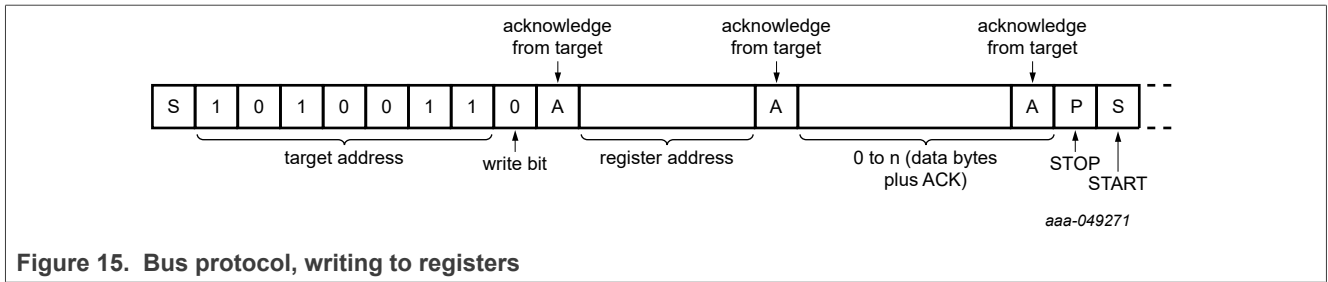 acknowledge
from target
acknowledge
from target
acknowledge
from target
S 1 0 1 0 0 1 1 0 A A A P S
target address
write bit
register address
0 to n (data bytes
plus ACK)
STOP
START
aaa-049271
Figure 15. Bus protocol, writing to registers